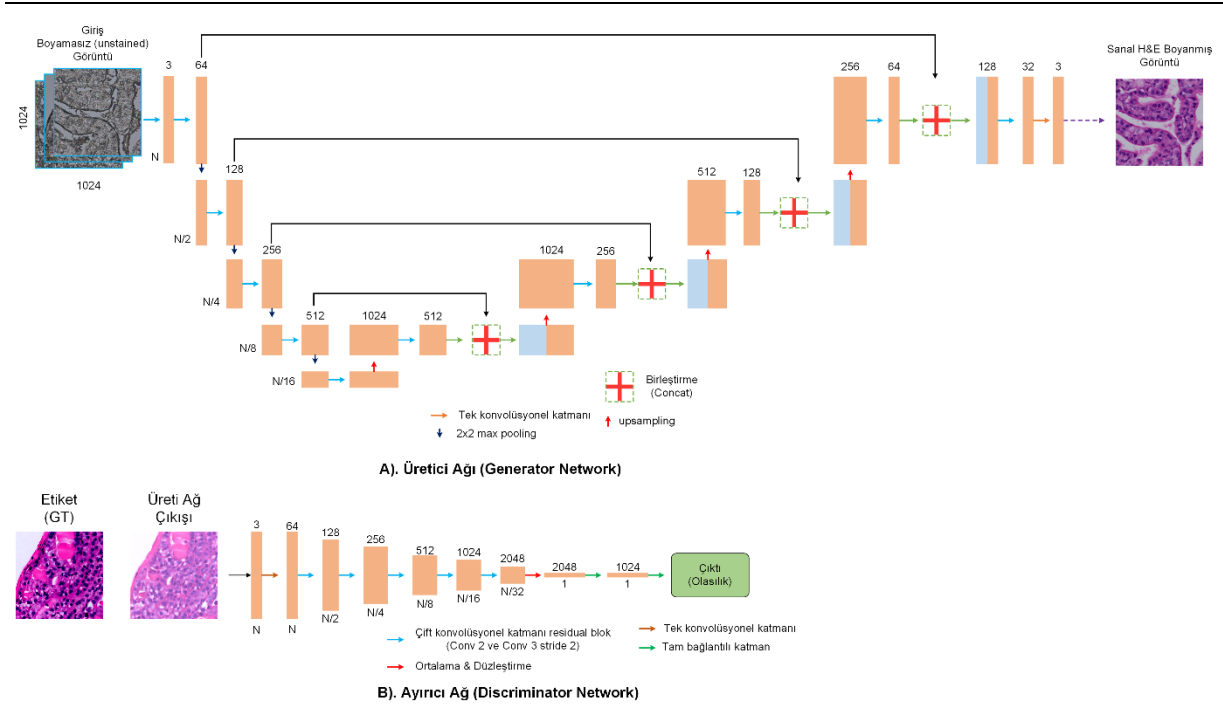 Giriş
Boyamasız (unstained)
Görüntü
Sanal H&E Boyanmış
Görüntü
3
64
256
64
128
32
3
1024
N
1024
128
512
128
N/2
256
1024
256
N/4
512
1024
512
N/8
N/16
Birleştirme
(Concat)
Tek konvolüsyonel katmanı
upsampling
2x2 max pooling
A). Üretici Ağı (Generator Network)
Etiket
(GT)
Üreti Ağ
Çıkışı
3
64
128
256
512
1024
2048
2048
1024
Çıktı
(Olasılık)
N
N
N/2
N/4
N/8
N/16
N/32
1
1
Çift konvolüsyonel katmanı residual blok
(Conv 2 ve Conv 3 stride 2)
Tek konvolüsyonel katmanı
Tam bağlantılı katman
Ortalama & Düzleştirme
B). Ayırıcı Ağ (Discriminator Network)